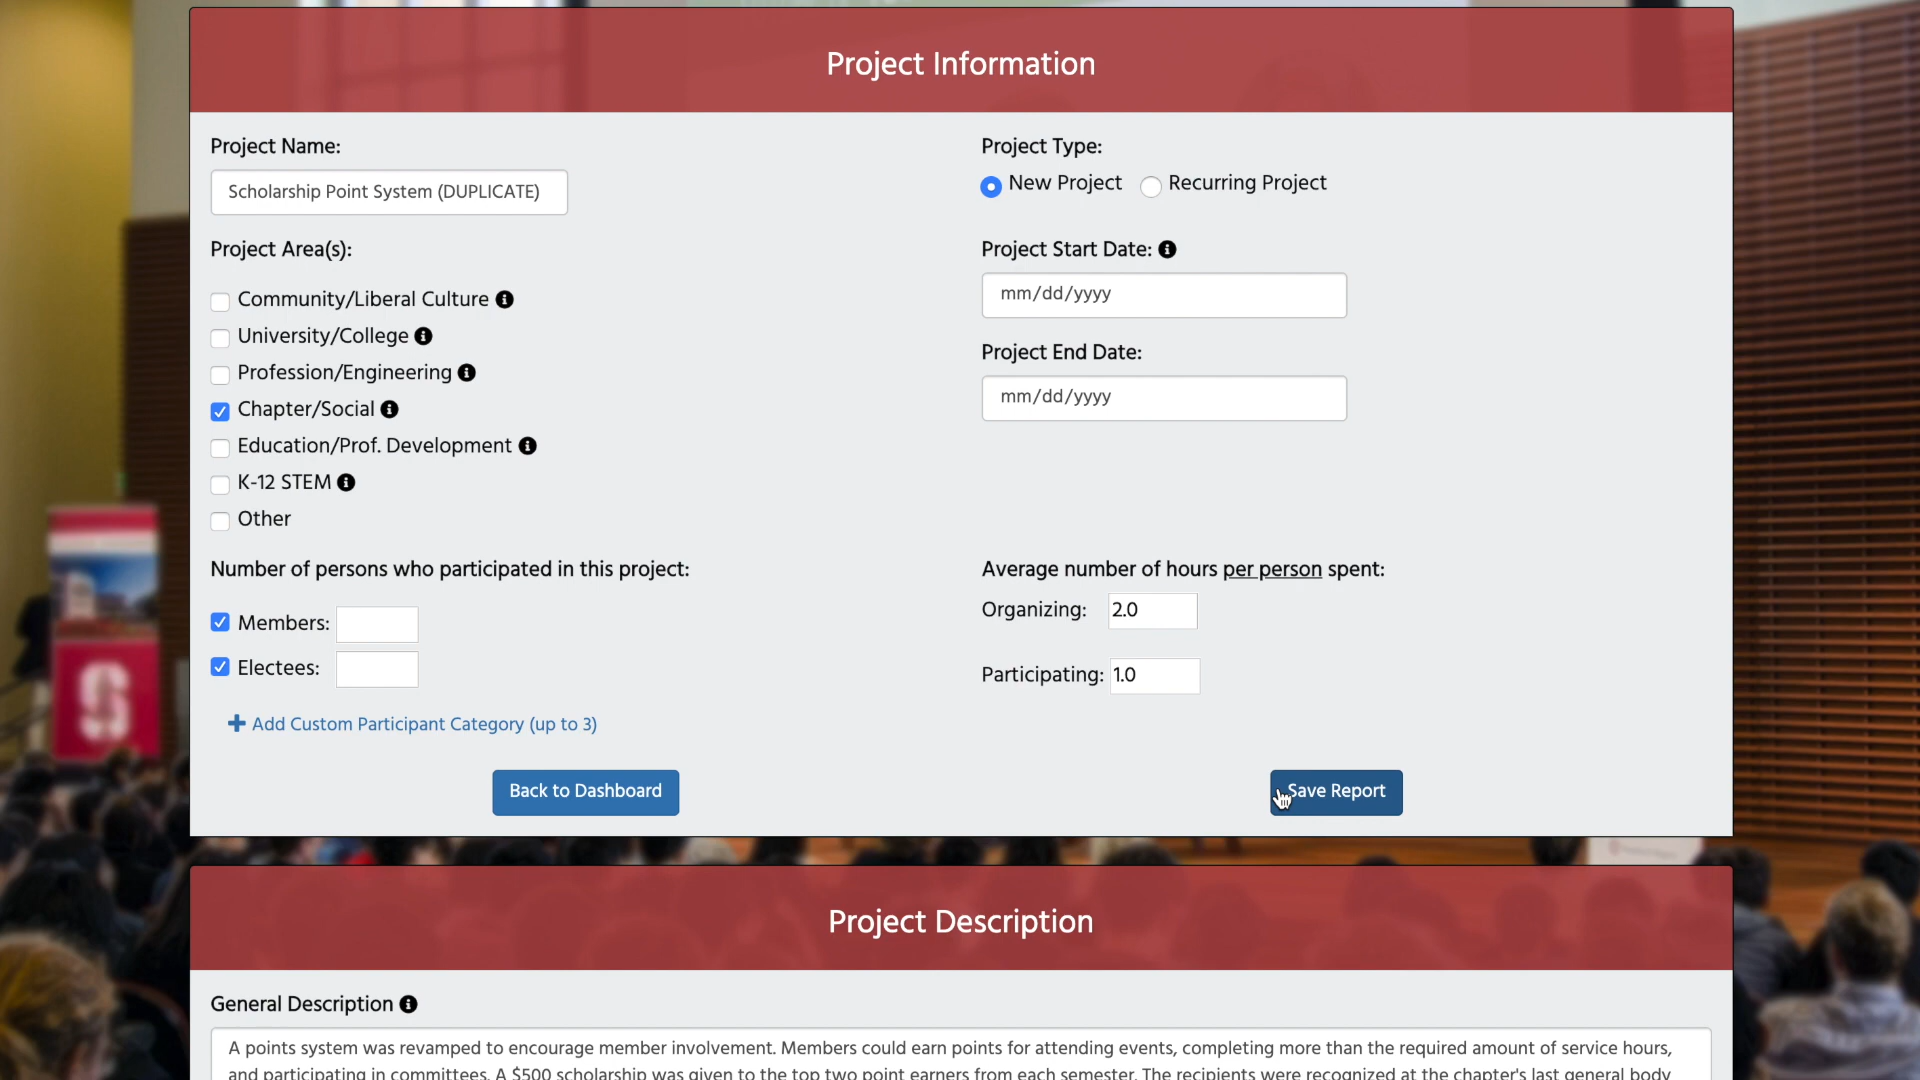 Project Information
Project Name:
Scholarship Point System (DUPLICATE)
Project Type:
New Project
Recurring Project
Project Area(s):
Community/Liberal Culture
University/College
Profession/Engineering
Chapter/Social
Education/Prof. Development
K-12 STEM
Other
Project Start Date:
mm/dd/yyyy
Project End Date:
mm/dd/yyyy
Number of persons who participated in this project:
Members:
Electees:
+ Add Custom Participant Category (up to 3)
Average number of hours per person spent:
Organizing: 2.0
Participating: 1.0
Back to Dashboard
Save Report
Project Description
General Description
A points system was revamped to encourage member involvement. Members could earn points for attending events, completing more than the required amount of service hours,
and participating in committees. A $500 scholarship was given to the top two point earners from each semester. The recipients were recognized at the chapter's last general body
S